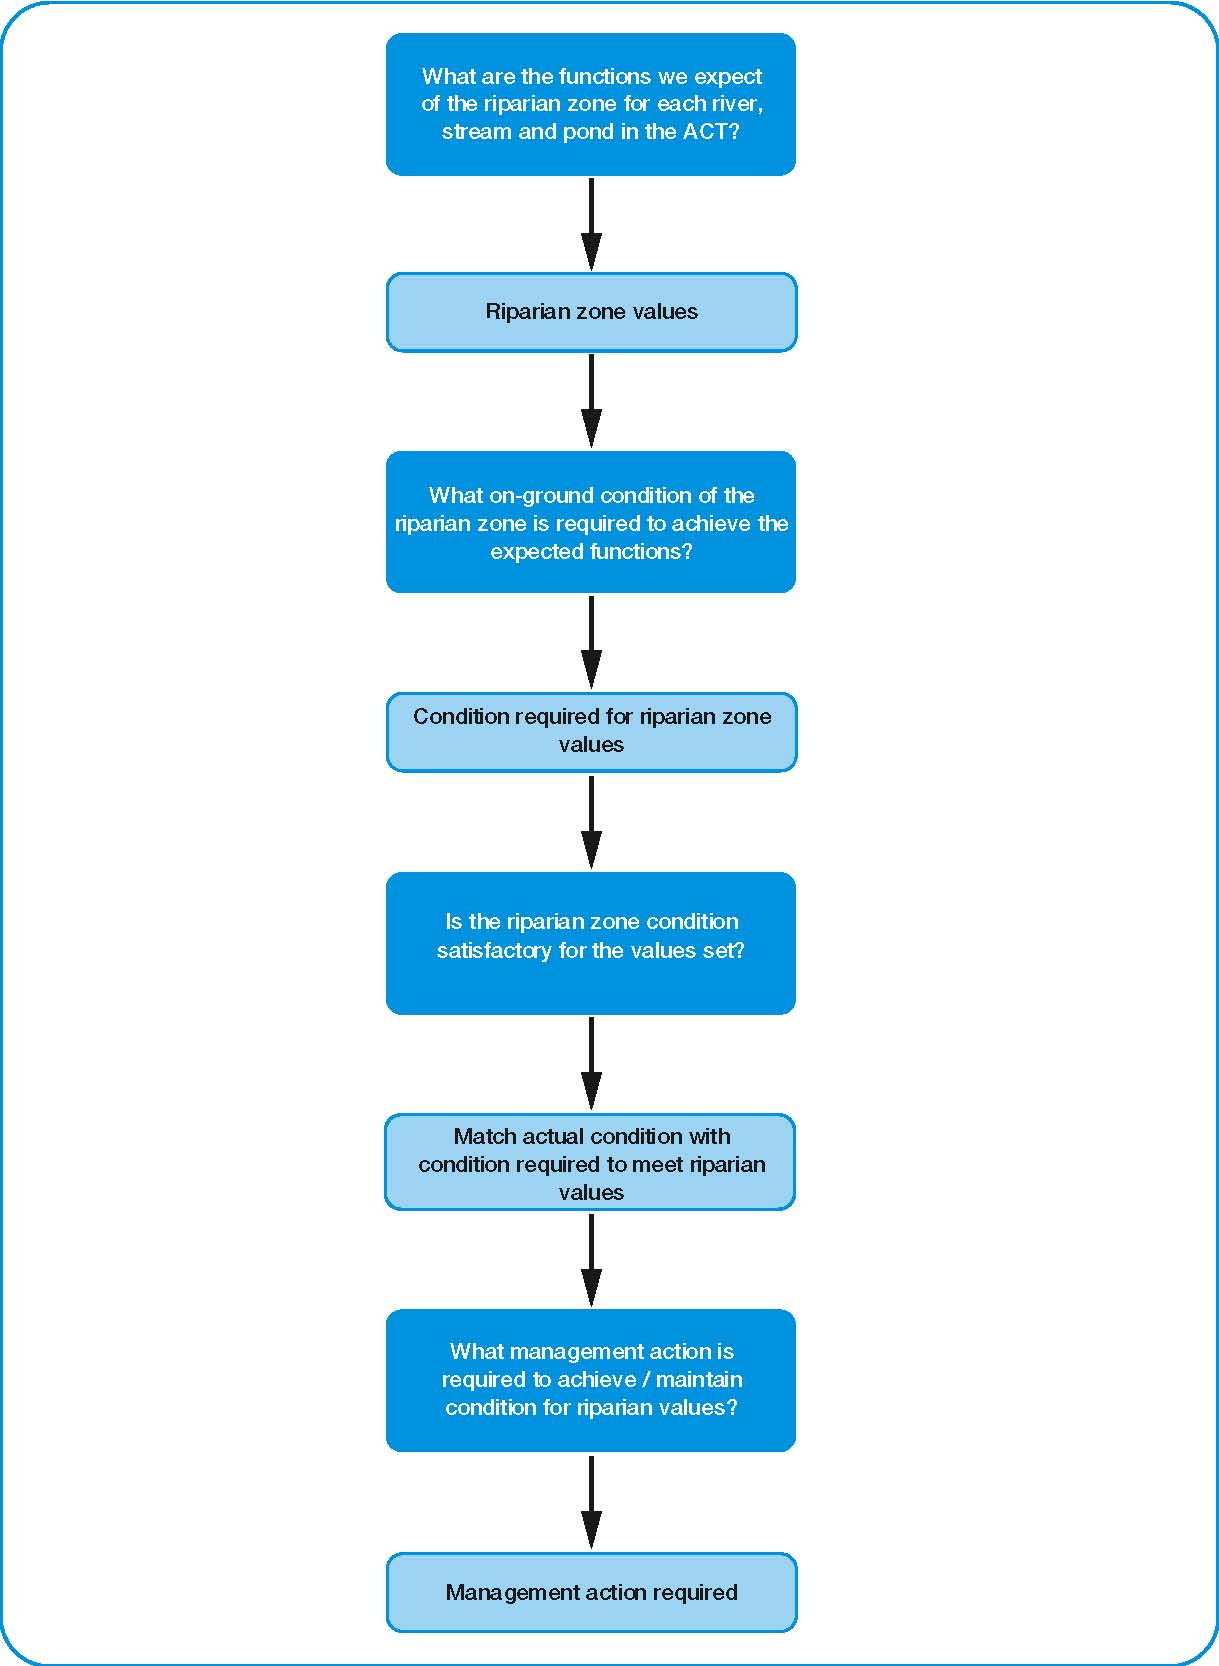 What are the functions we expect
of the riparian zone for each river,
stream and pond in the ACT?
Riparian zone values
What on-ground condition of the
riparian zone is required to achieve the
expected functions?
Condition required for riparian zone
values
Is the riparian zone condition
satisfactory for the values set?
Match actual condition with
condition required to meet riparian
values
What management action is
required to achieve / maintain
condition for riparian values?
Management action required